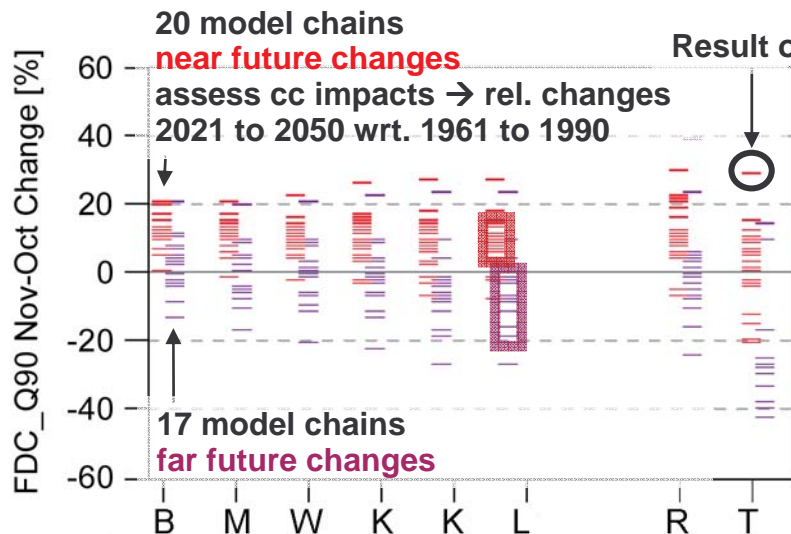 20 model chains
near future changes
assess cc impacts → rel. changes
2021 to 2050 wrt. 1961 to 1990
Result o
FDC_Q90 Nov-Oct Change [%]
60
40
20
0
-20
-40
-60
17 model chains
far future changes
B M W K K L R T